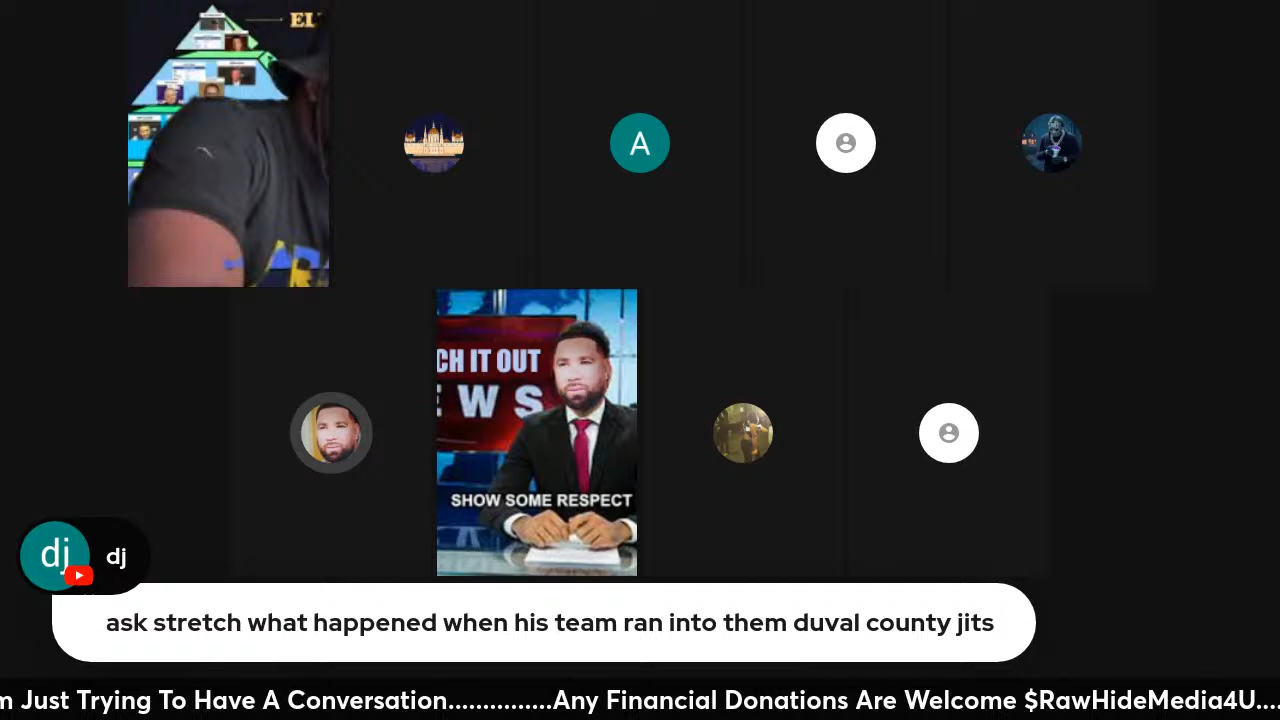 EL
A
CH IT OUT
E W S
SHOW SOME RESPECT
dj
dj
ask stretch what happened when his team ran into them duval county jits
m Just Trying To Have A Conversation...............Any Financial Donations Are Welcome $RawHideMedia4U....